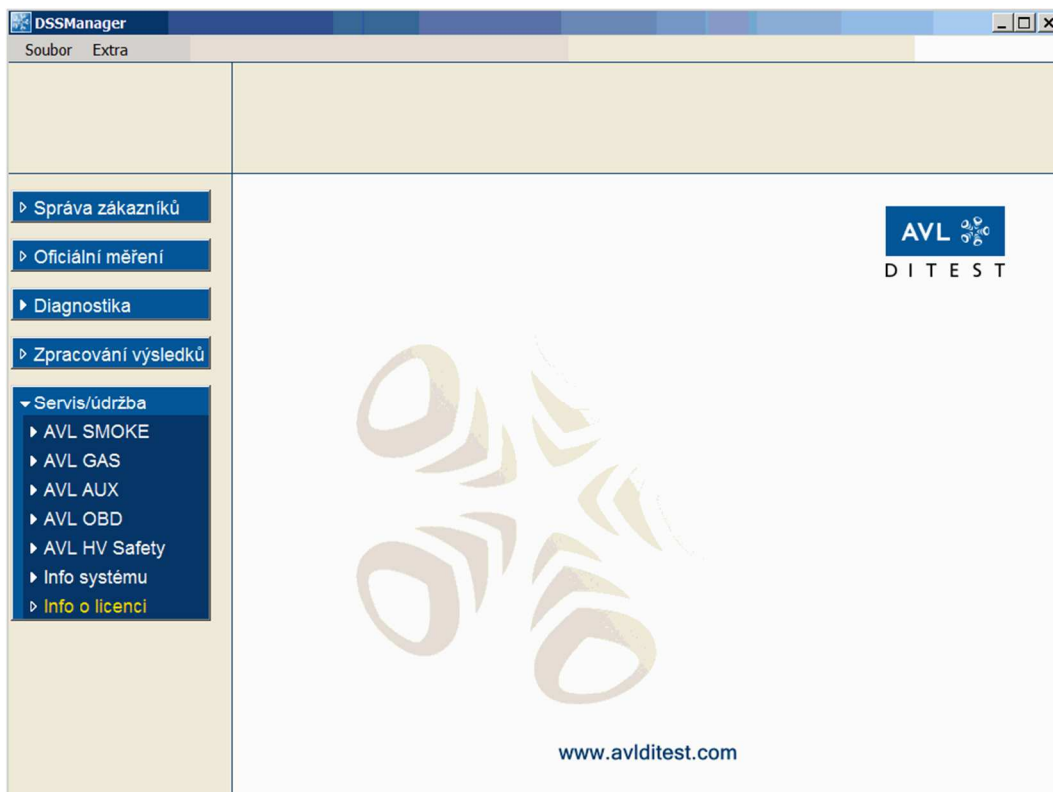 DSSManager
Soubor Extra
Správa zákazníků
Oficiální měření
Diagnostika
Zpracování výsledků
Servis/údržba
AVL SMOKE
AVL GAS
AVL AUX
AVL OBD
AVL HV Safety
Info systému
Info o licenci
AVL
DITEST
www.avlditest.com